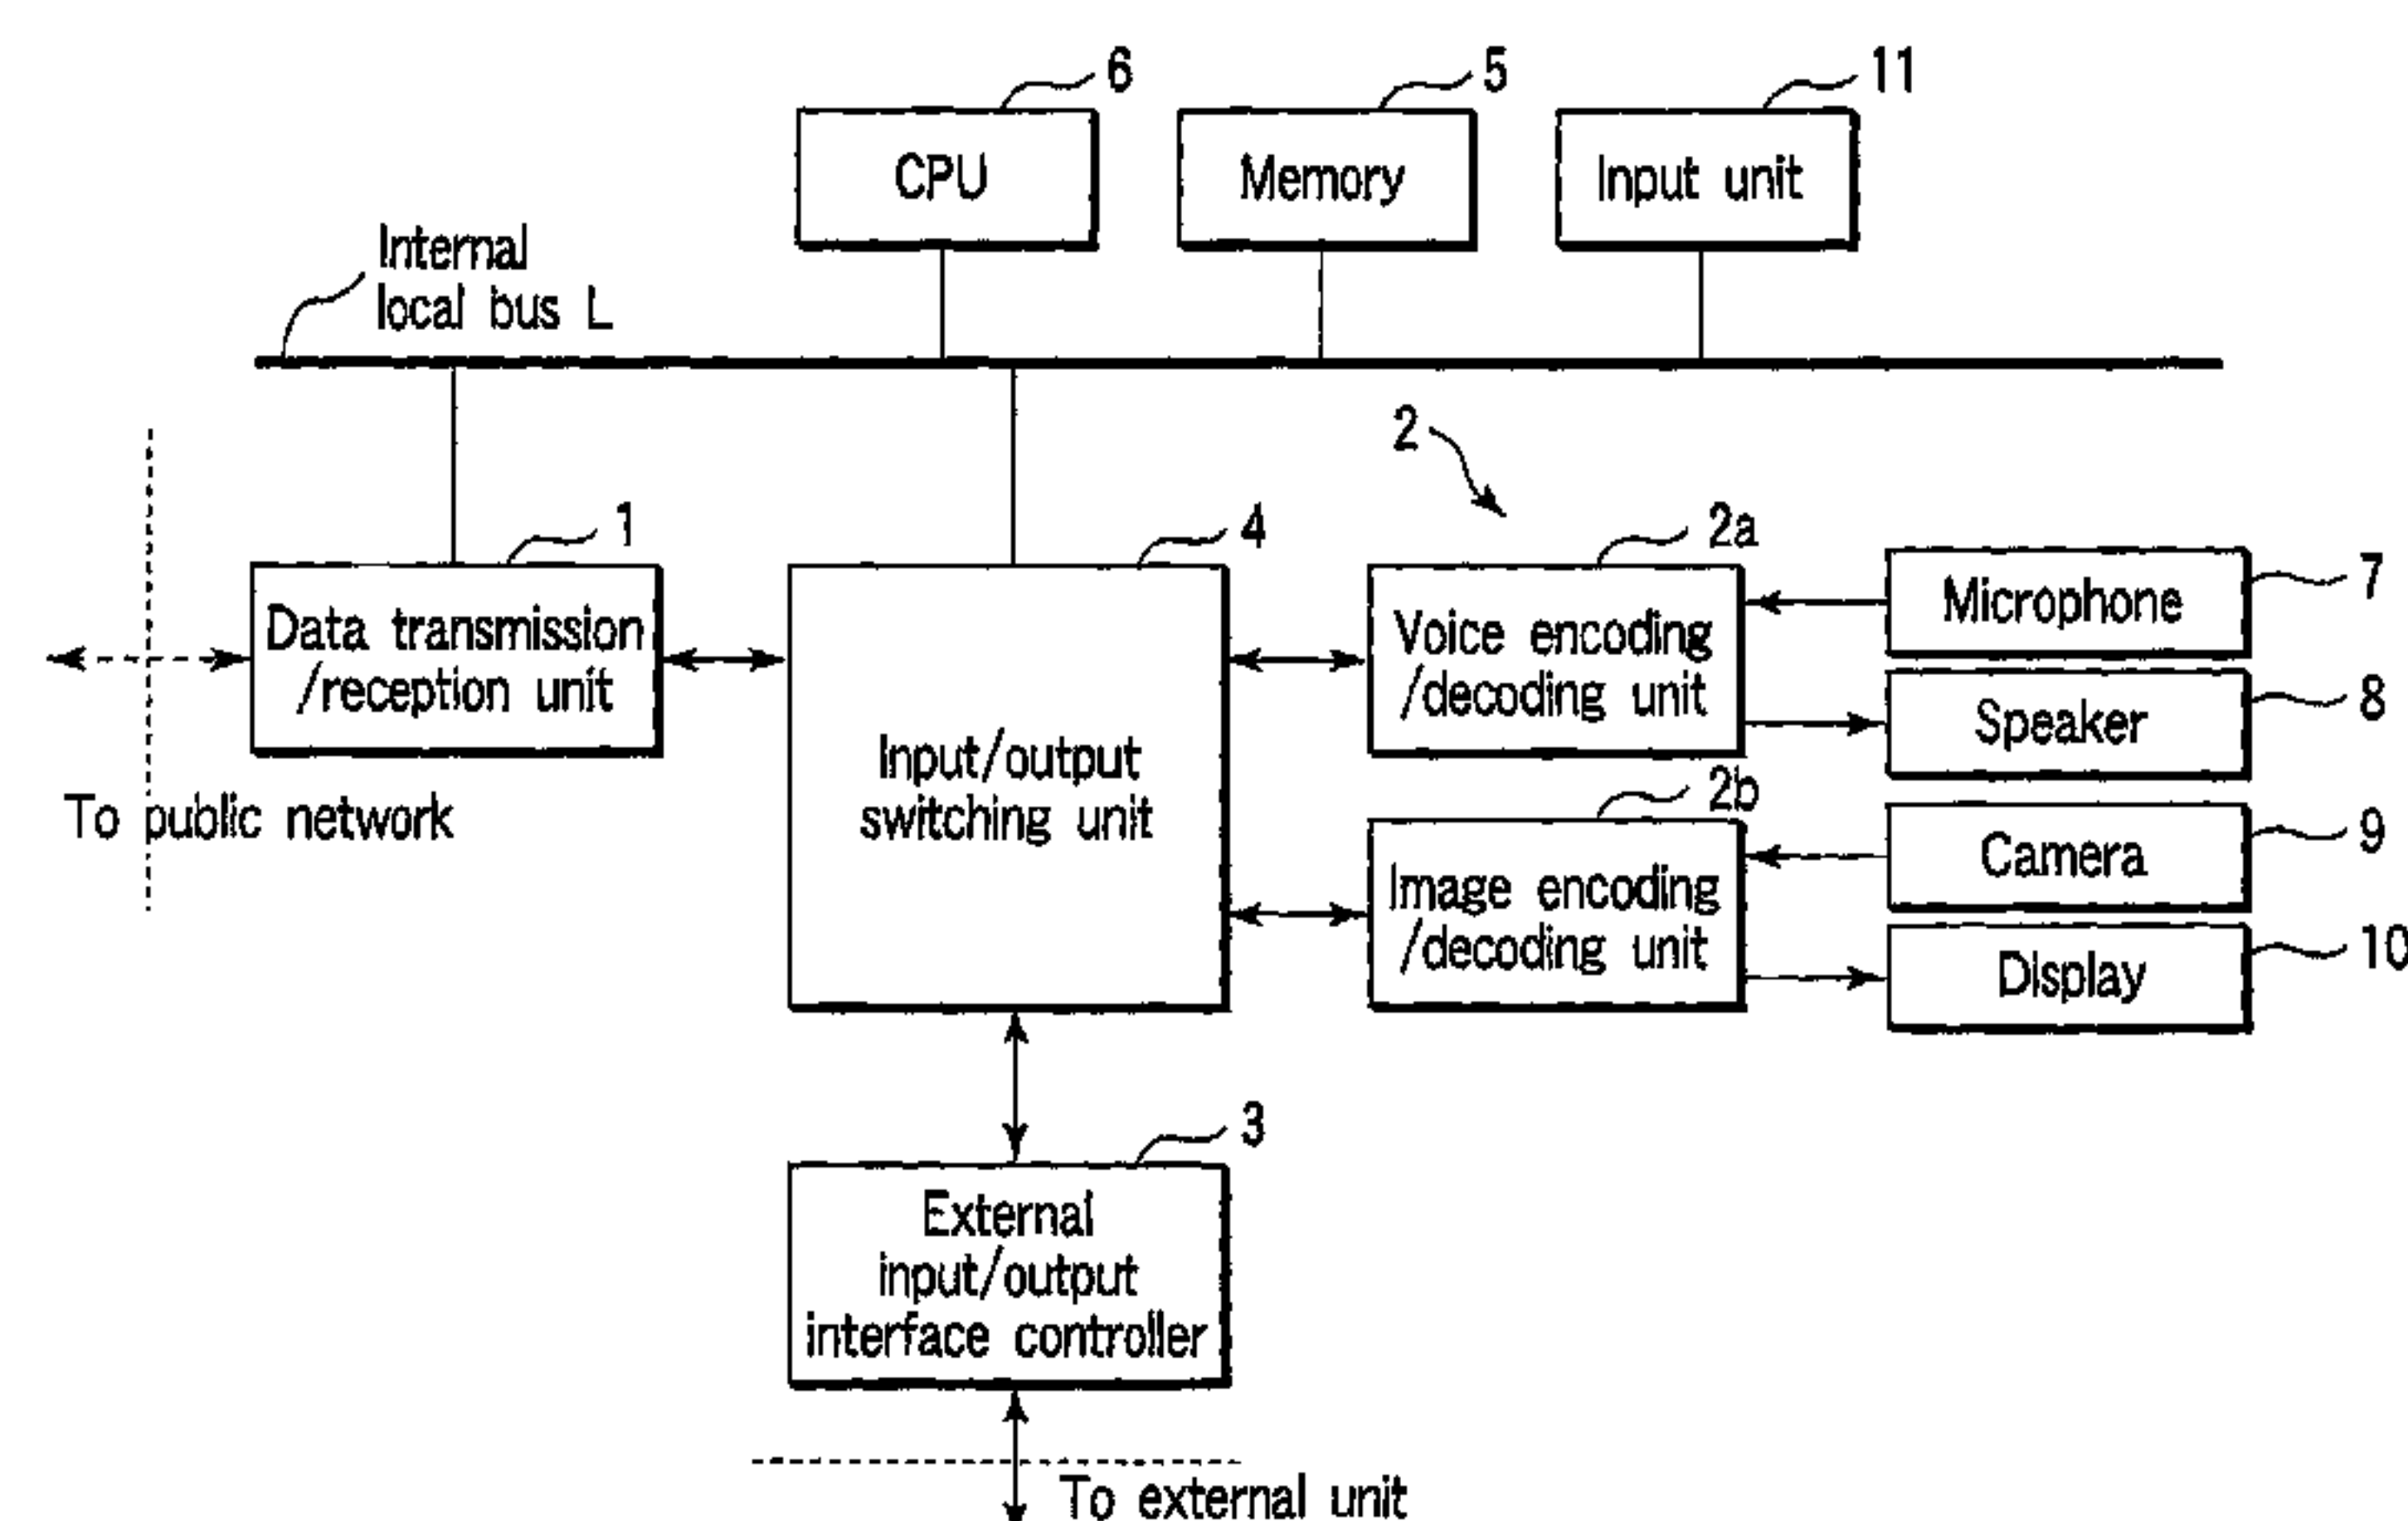 6
5
11
CPU
Memory
Input unit
Internal
local bus L
2
1
4
2a
7
Data transmission
/reception unit
Voice encoding
/decoding unit
Microphone
8
Speaker
Input/output
switching unit
2b
To public network
9
Camera
Image encoding
/decoding unit
10
Display
3
External
input/output
interface controller
To external unit